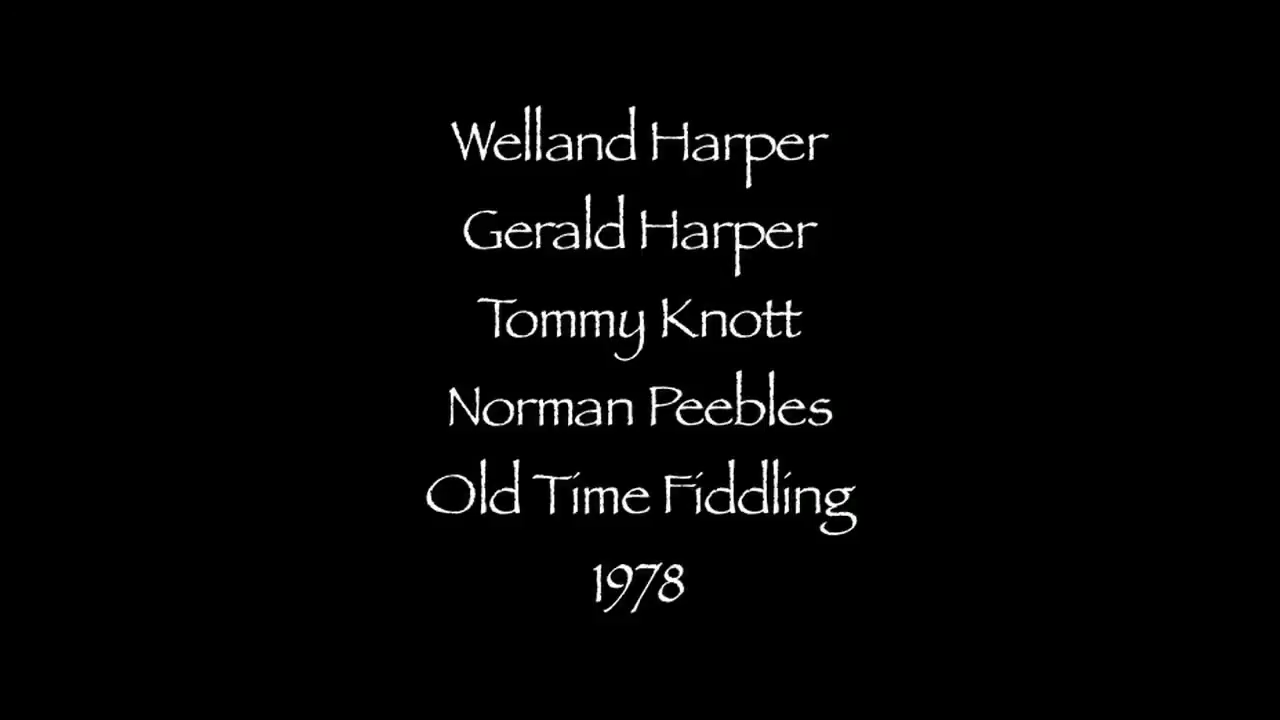 Welland Harper
Gerald Harper
Tommy Knott
Norman Peebles
Old Time Fiddling
1978